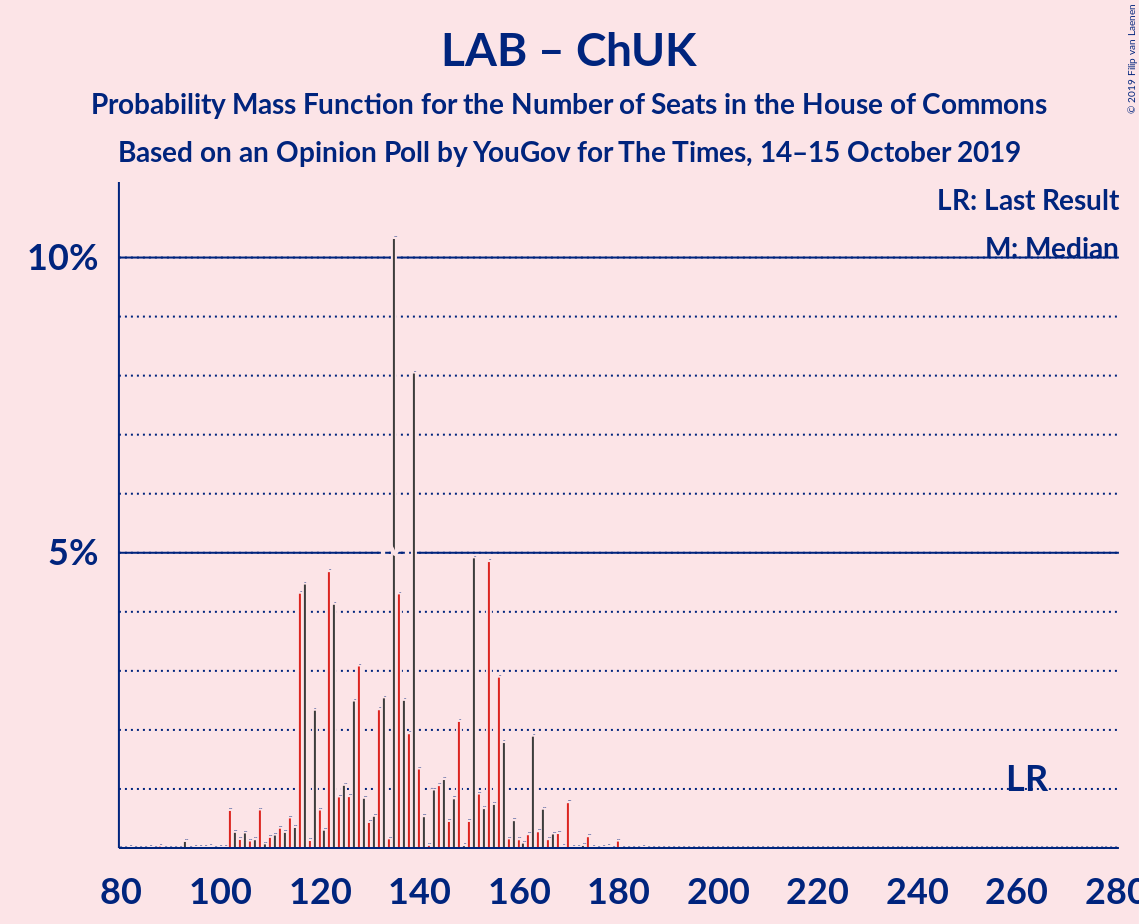 LAB – ChUK
Probability Mass Function for the Number of Seats in the House of Commons
Based on an Opinion Poll by YouGov for The Times, 14–15 October 2019
© 2019 Filip van Laenen
LR: Last Result
M: Median
10%
5%
LR
80 100 120 140 160 180 200 220 240 260 280